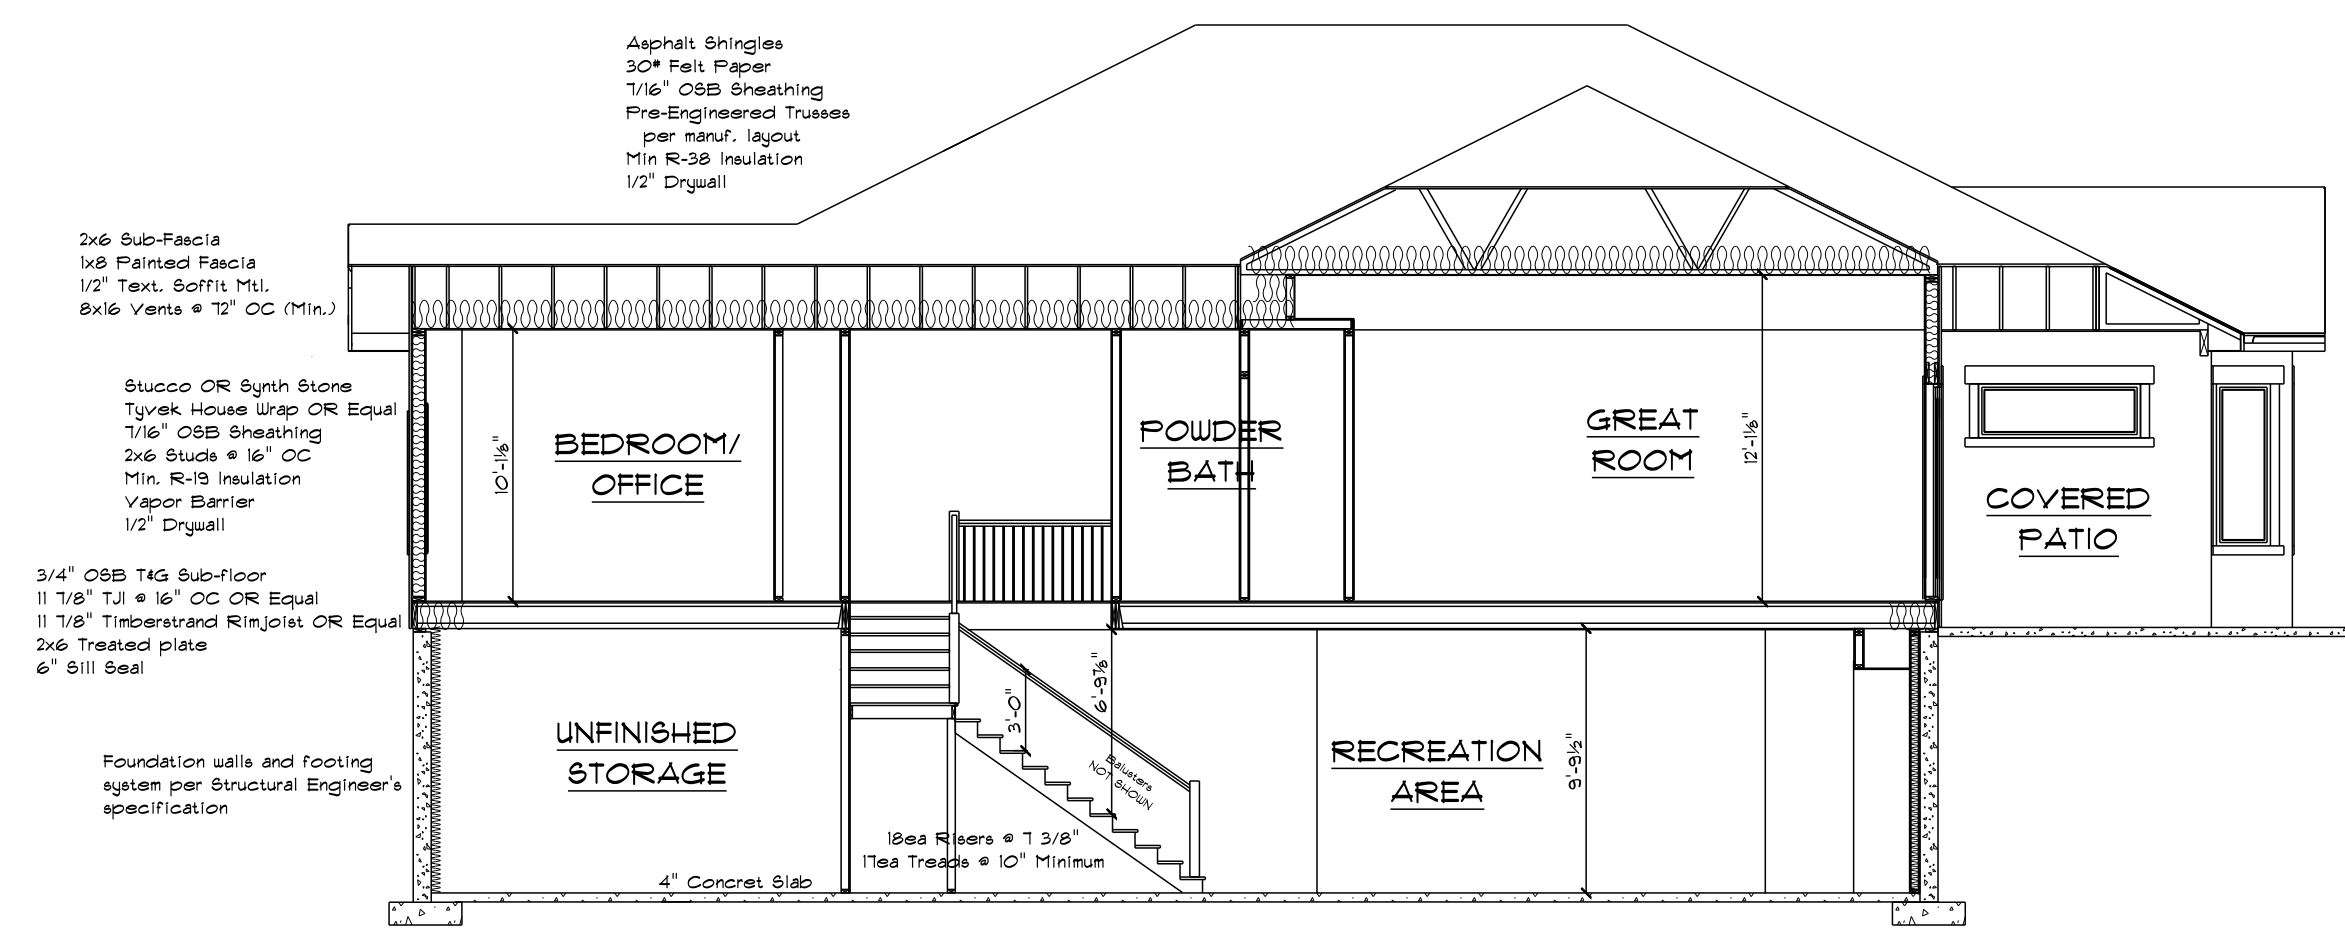 Asphalt Shingles
30# Felt Paper
7/16" OSB Sheathing
Pre-Engineered Trusses
per manuf. layout
Min R-38 Insulation
1/2" Drywall
2x6 Sub-Fascia
1x8 Painted Fascia
1/2" Text. Soffit Mtl.
8x16 Vents @ 72" OC (Min.)
Stucco OR Synth Stone
Tyvek House Wrap OR Equal
7/16" OSB Sheathing
2x6 Studs @ 16" OC
Min. R-19 Insulation
Vapor Barrier
1/2" Drywall
10'-1⅛"
BEDROOM/
OFFICE
POWDER
BATH
GREAT
ROOM
12'-1⅛"
COVERED
PATIO
3/4" OSB T&G Sub-floor
11 7/8" TJI @ 16" OC OR Equal
11 7/8" Timberstrand Rimjoist OR Equal
2x6 Treated plate
6" Sill Seal
Foundation walls and footing
system per Structural Engineer's
specification
UNFINISHED
STORAGE
3'-0"
6'-9⅞"
Balusters
NOT SHOWN
RECREATION
AREA
9'-9½"
18ea Risers @ 7 3/8"
17ea Treads @ 10" Minimum
4" Concret Slab